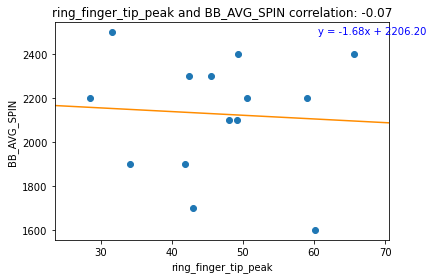 ring_finger_tip_peak and BB_AVG_SPIN correlation: -0.07
y = -1.68x + 2206.20
2400
2200
2000
1800
1600
BB_AVG_SPIN
30 40 50 60 70
ring_finger_tip_peak